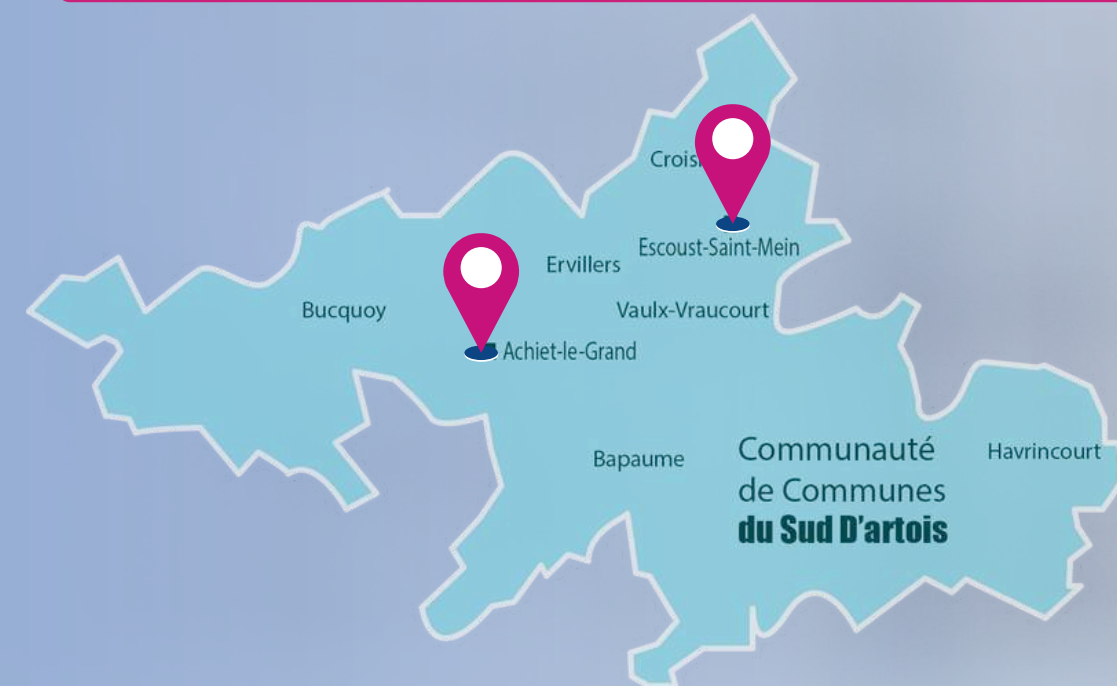 Escoust-Saint-Mein
Ervillers
Bucquoy
Vaulx-Vraucourt
Achiet-le-Grand
Bapaume
Communauté
de Communes
du Sud D'artois
Havrincourt